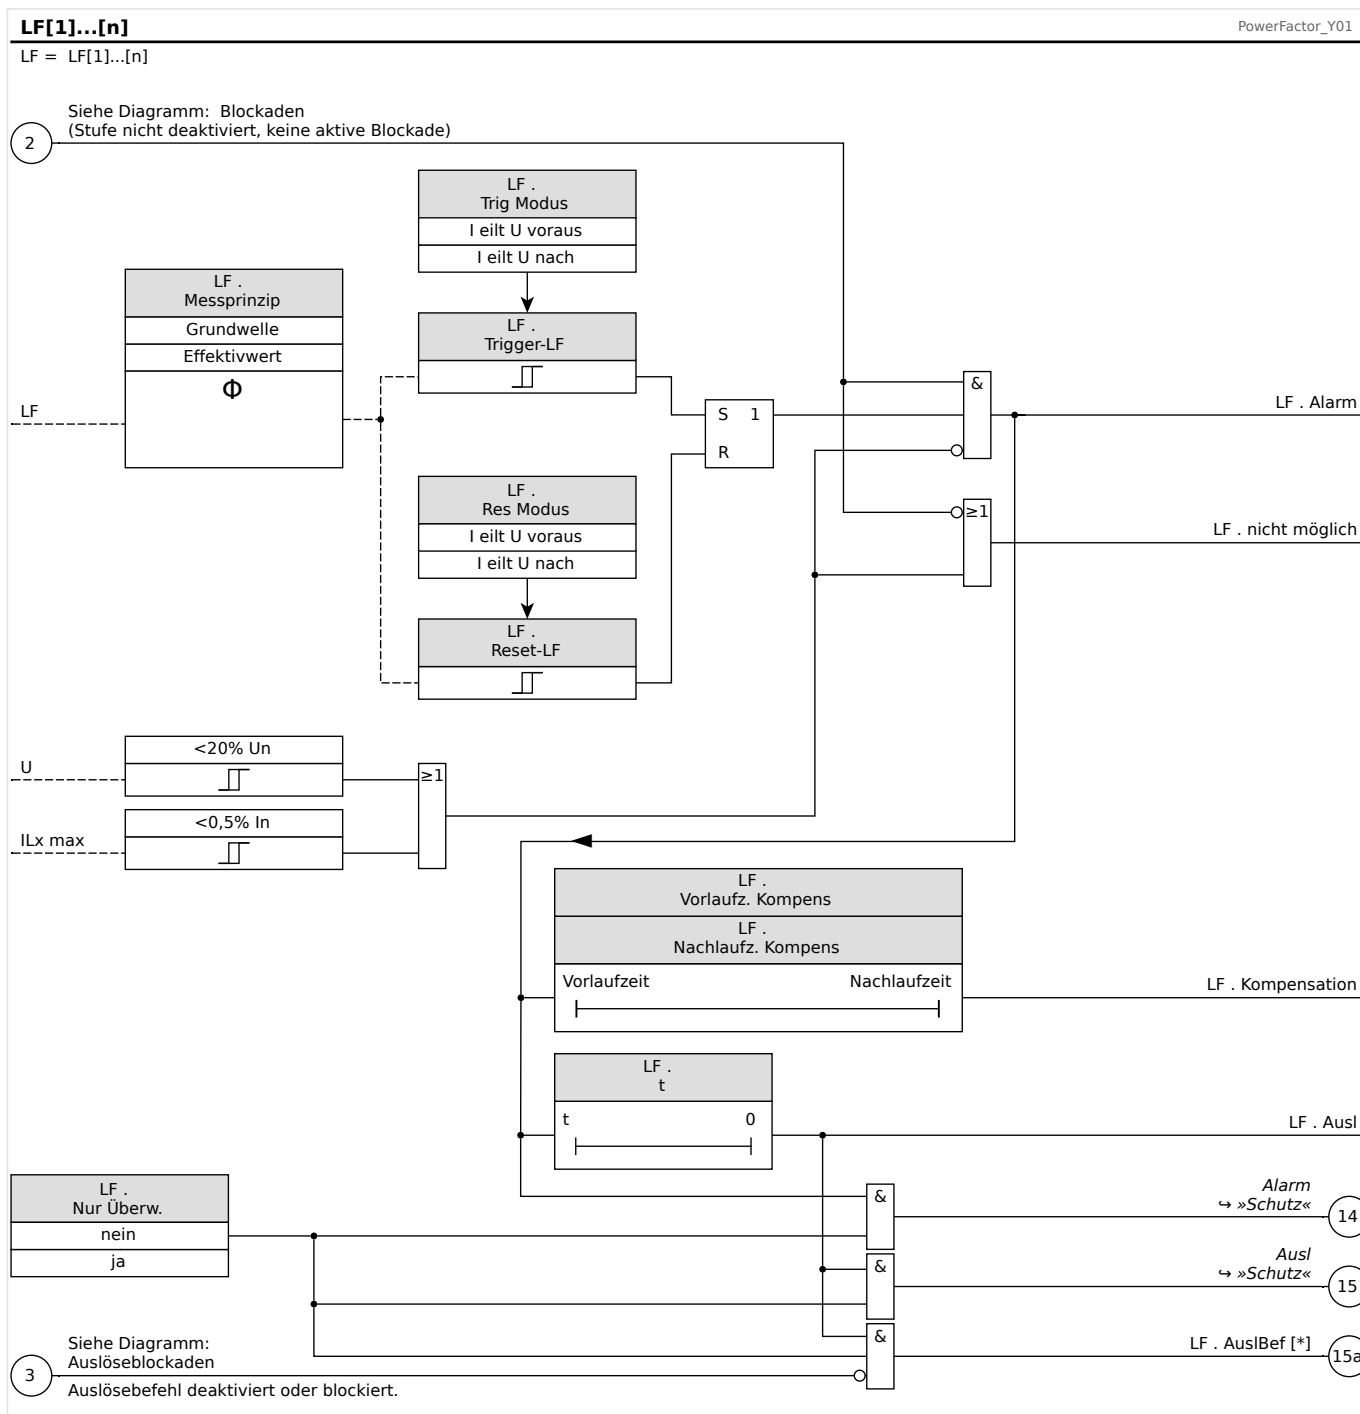 LF[1]...[n]
PowerFactor_Y01
LF = LF[1]...[n]
Siehe Diagramm: Blockaden
(Stufe nicht deaktiviert, keine aktive Blockade)
2
LF .
Trig Modus
I eilt U voraus
I eilt U nach
LF .
Messprinzip
Grundwelle
Effektivwert
Φ
LF
LF .
Trigger-LF
S 1
R
&
LF . Alarm
LF .
Res Modus
I eilt U voraus
I eilt U nach
≥1
LF . nicht möglich
LF .
Reset-LF
<20% Un
U
≥1
<0,5% In
ILx max
LF .
Vorlaufz. Kompens
LF .
Nachlaufz. Kompens
Vorlaufzeit Nachlaufzeit
LF . Kompensation
LF .
t
t 0
LF . Ausl
LF .
Nur Überw.
nein
ja
&
Alarm
↪ »Schutz«
14
&
Ausl
↪ »Schutz«
15
&
LF . AuslBef [*]
15a
Siehe Diagramm:
Auslöseblockaden
3
Auslösebefehl deaktiviert oder blockiert.